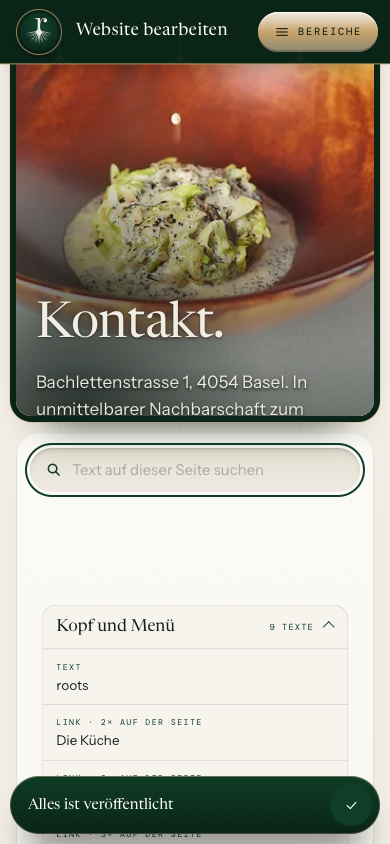 r
Website bearbeiten
BEREICHE
Kontakt.
Bachlettenstrasse 1, 4054 Basel. In
unmittelbarer Nachbarschaft zum
Text auf dieser Seite suchen
Kopf und Menü
9 TEXTE
TEXT
roots
LINK · 2× AUF DER SEITE
Die Küche
Alles ist veröffentlicht
LINK · 3× AUF DER SEITE